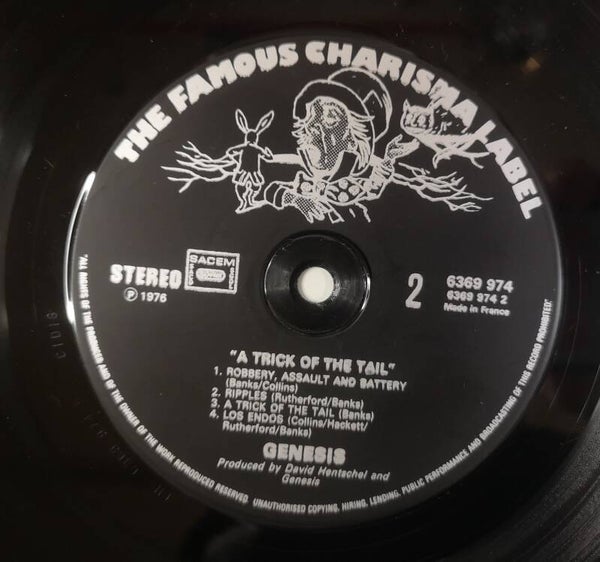 THE FAMOUS CHARISMA LABEL
SACEM
STEREO
Ⓟ 1976
2
6369 974
6369 974 2
Made in France
"A TRICK OF THE TAIL"
1. ROBBERY, ASSAULT AND BATTERY
(Banks/Collins)
2. RIPPLES (Rutherford/Banks)
3. A TRICK OF THE TAIL (Banks)
4. LOS ENDOS (Collins/Hackett/
Rutherford/Banks)
GENESIS
Produced by David Hentschel and
Genesis
"ALL RIGHTS OF THE PRODUCER AND OF THE OWNER OF THE WORK REPRODUCED RESERVED. UNAUTHORISED COPYING, HIRING, LENDING, PUBLIC PERFORMANCE AND BROADCASTING OF THIS RECORD PROHIBITED."